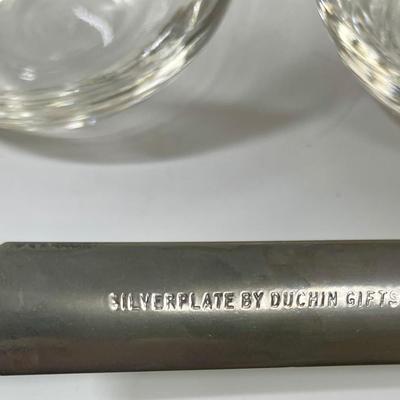 SILVERPLATE BY DUCHIN GIFTS